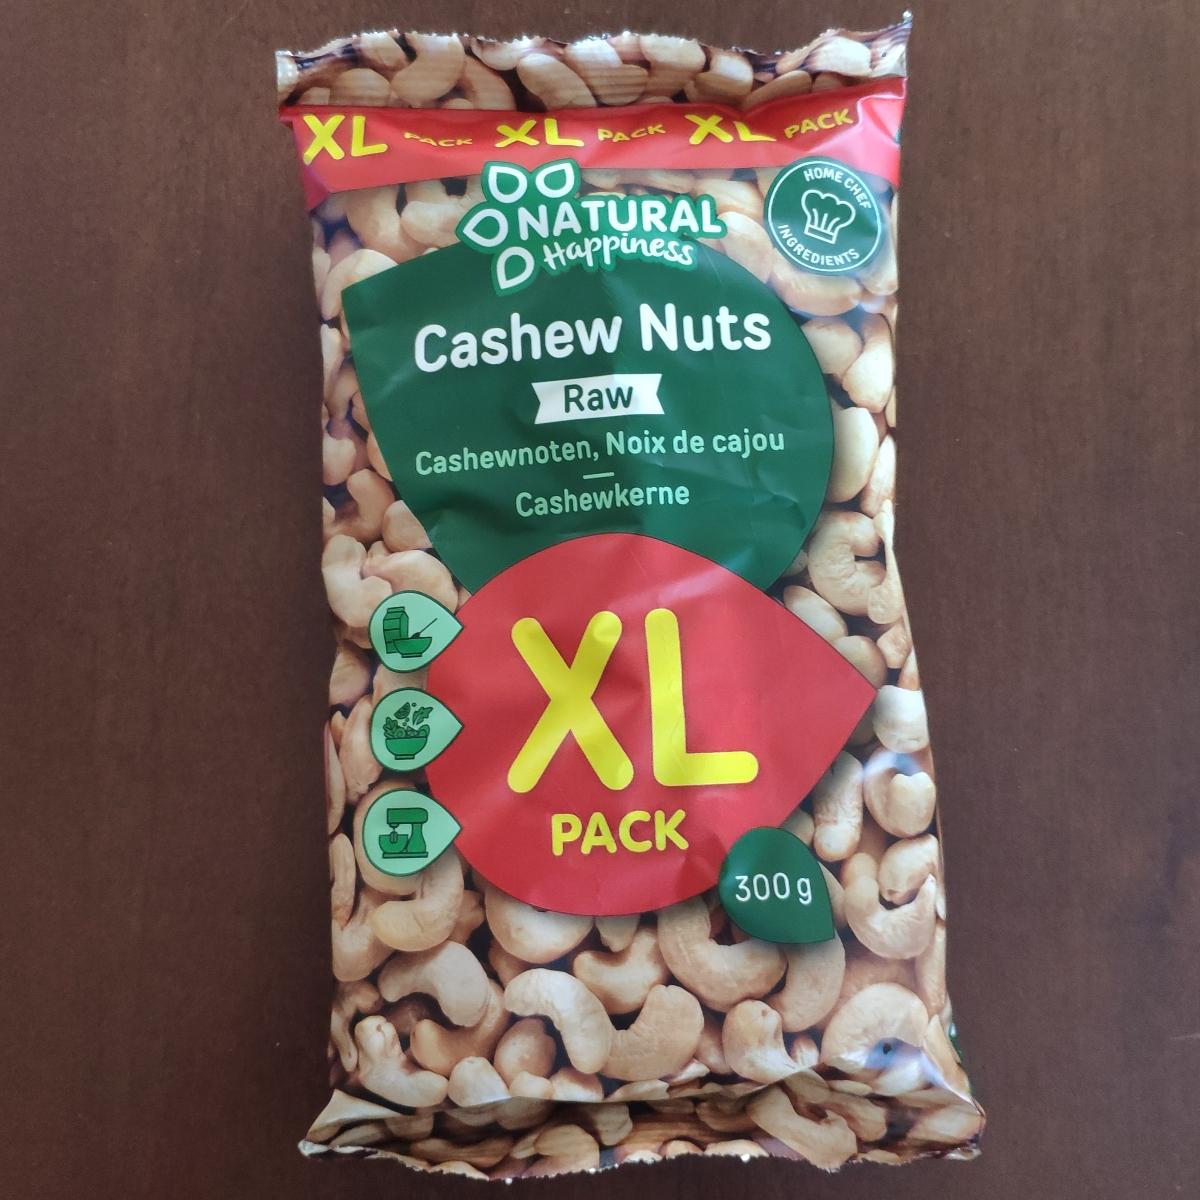 XL PACK XL PACK XL PACK
NATURAL
Happiness
HOME CHEF
INGREDIENTS
Cashew Nuts
Raw
Cashewnoten, Noix de cajou
Cashewkerne
XL
PACK
300 g